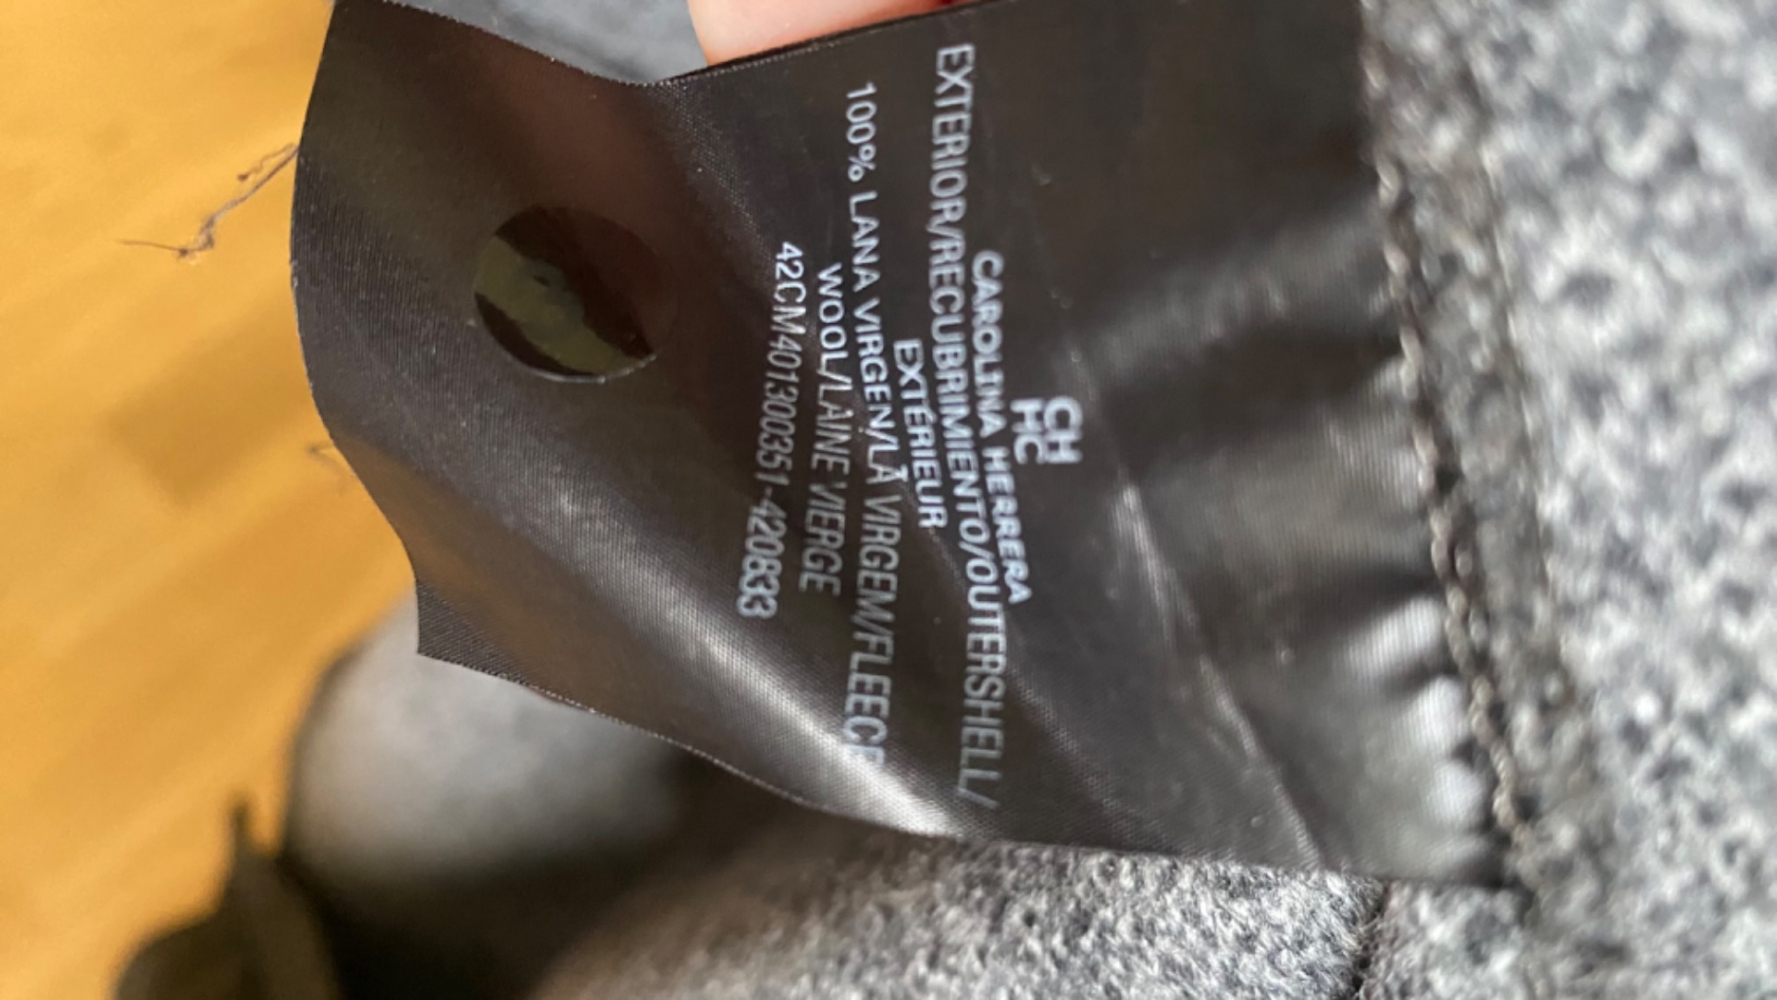 CH
HC
CAROLINA HERRERA
EXTERIOR/RECUBRIMIENTO/OUTERSHELL/
EXTÉRIEUR
100% LANA VIRGEN/LÃ VIRGEM/FLEECE
WOOL/LAINE VIERGE
42CM401300351-420833